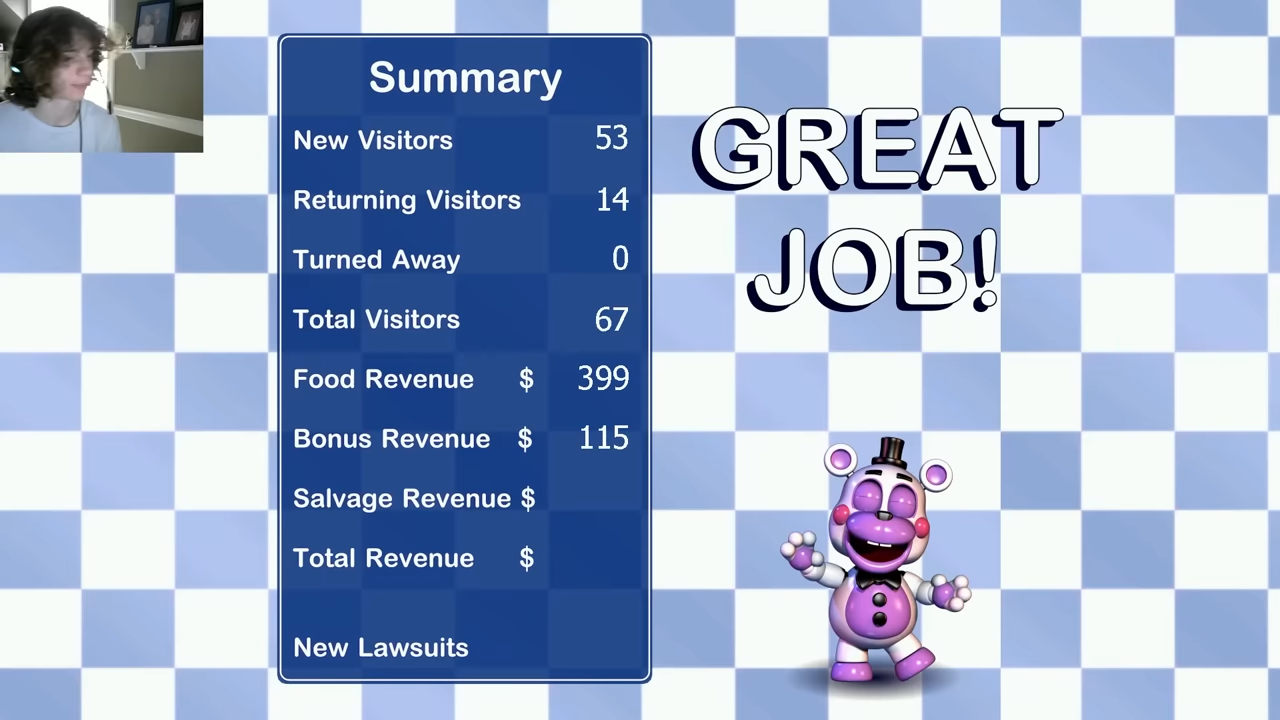 Summary
New Visitors 53
Returning Visitors 14
Turned Away 0
Total Visitors 67
Food Revenue $ 399
Bonus Revenue $ 115
Salvage Revenue $
Total Revenue $
New Lawsuits
GREAT
JOB!